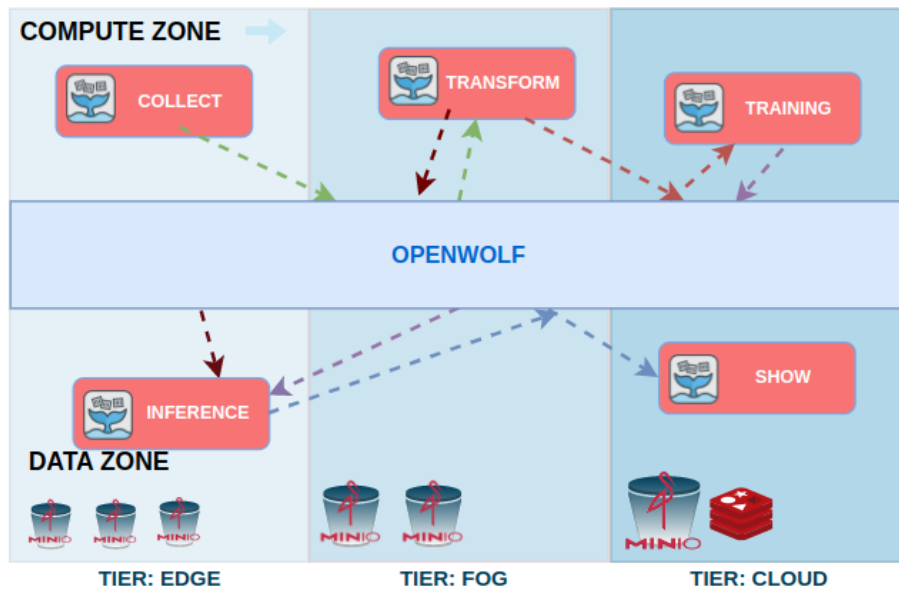 COMPUTE ZONE
COLLECT
TRANSFORM
TRAINING
OPENWOLF
INFERENCE
SHOW
DATA ZONE
MINIO
MINIO
MINIO
MINIO
MINIO
MINIO
TIER: EDGE
TIER: FOG
TIER: CLOUD